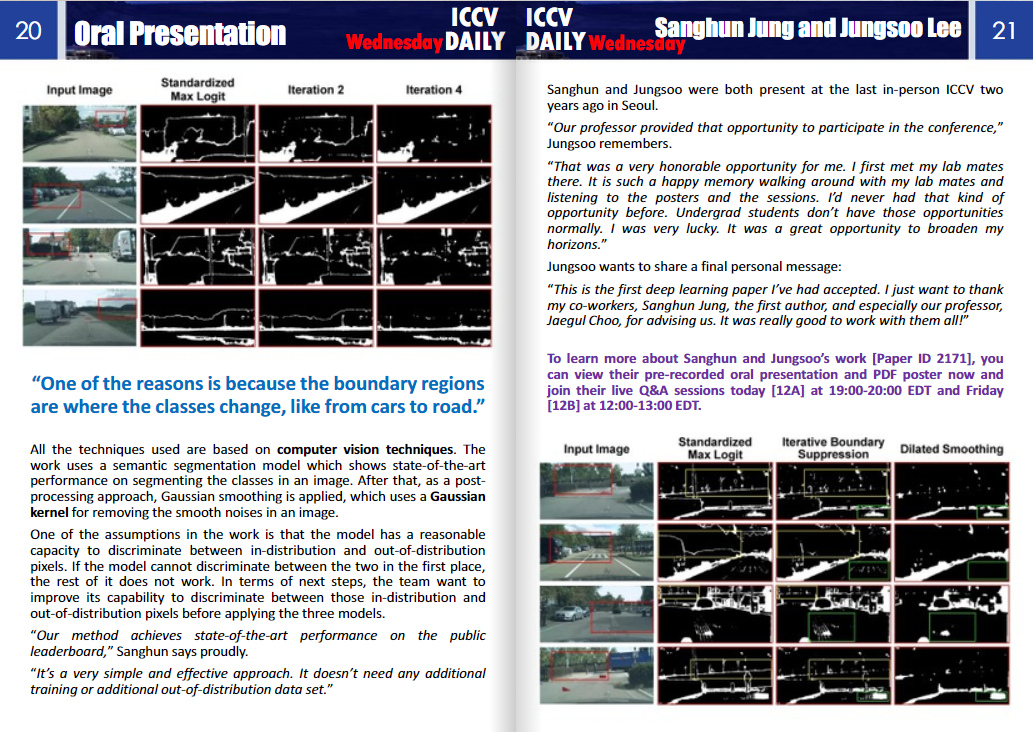 20
Oral Presentation
ICCV
Wednesday DAILY
Input Image
Standardized
Max Logit
Iteration 2
Iteration 4
“One of the reasons is because the boundary regions
are where the classes change, like from cars to road.”
All the techniques used are based on computer vision techniques. The
work uses a semantic segmentation model which shows state-of-the-art
performance on segmenting the classes in an image. After that, as a post-
processing approach, Gaussian smoothing is applied, which uses a Gaussian
kernel for removing the smooth noises in an image.
One of the assumptions in the work is that the model has a reasonable
capacity to discriminate between in-distribution and out-of-distribution
pixels. If the model cannot discriminate between the two in the first place,
the rest of it does not work. In terms of next steps, the team want to
improve its capability to discriminate between those in-distribution and
out-of-distribution pixels before applying the three models.
“Our method achieves state-of-the-art performance on the public
leaderboard,” Sanghun says proudly.
“It’s a very simple and effective approach. It doesn’t need any additional
training or additional out-of-distribution data set.”
ICCV
DAILY Wednesday
Sanghun Jung and Jungsoo Lee
21
Sanghun and Jungsoo were both present at the last in-person ICCV two
years ago in Seoul.
“Our professor provided that opportunity to participate in the conference,”
Jungsoo remembers.
“That was a very honorable opportunity for me. I first met my lab mates
there. It is such a happy memory walking around with my lab mates and
listening to the posters and the sessions. I’d never had that kind of
opportunity before. Undergrad students don’t have those opportunities
normally. I was very lucky. It was a great opportunity to broaden my
horizons.”
Jungsoo wants to share a final personal message:
“This is the first deep learning paper I’ve had accepted. I just want to thank
my co-workers, Sanghun Jung, the first author, and especially our professor,
Jaegul Choo, for advising us. It was really good to work with them all!”
To learn more about Sanghun and Jungsoo’s work [Paper ID 2171], you
can view their pre-recorded oral presentation and PDF poster now and
join their live Q&A sessions today [12A] at 19:00-20:00 EDT and Friday
[12B] at 12:00-13:00 EDT.
Input Image
Standardized
Max Logit
Iterative Boundary
Suppression
Dilated Smoothing